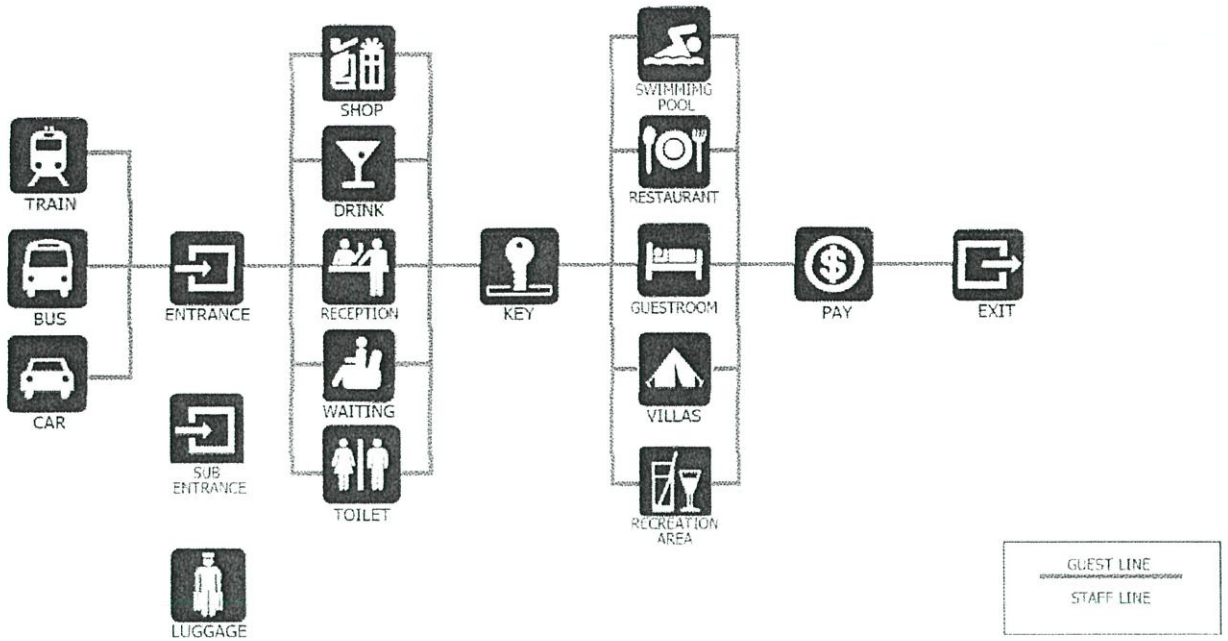 TRAIN
BUS
CAR
ENTRANCE
SUB
ENTRANCE
LUGGAGE
SHOP
DRINK
RECEPTION
WAITING
TOILET
KEY
SWIMMIMG
POOL
RESTAURANT
GUESTROOM
VILLAS
RECREATION
AREA
$
PAY
EXIT
GUEST LINE
STAFF LINE